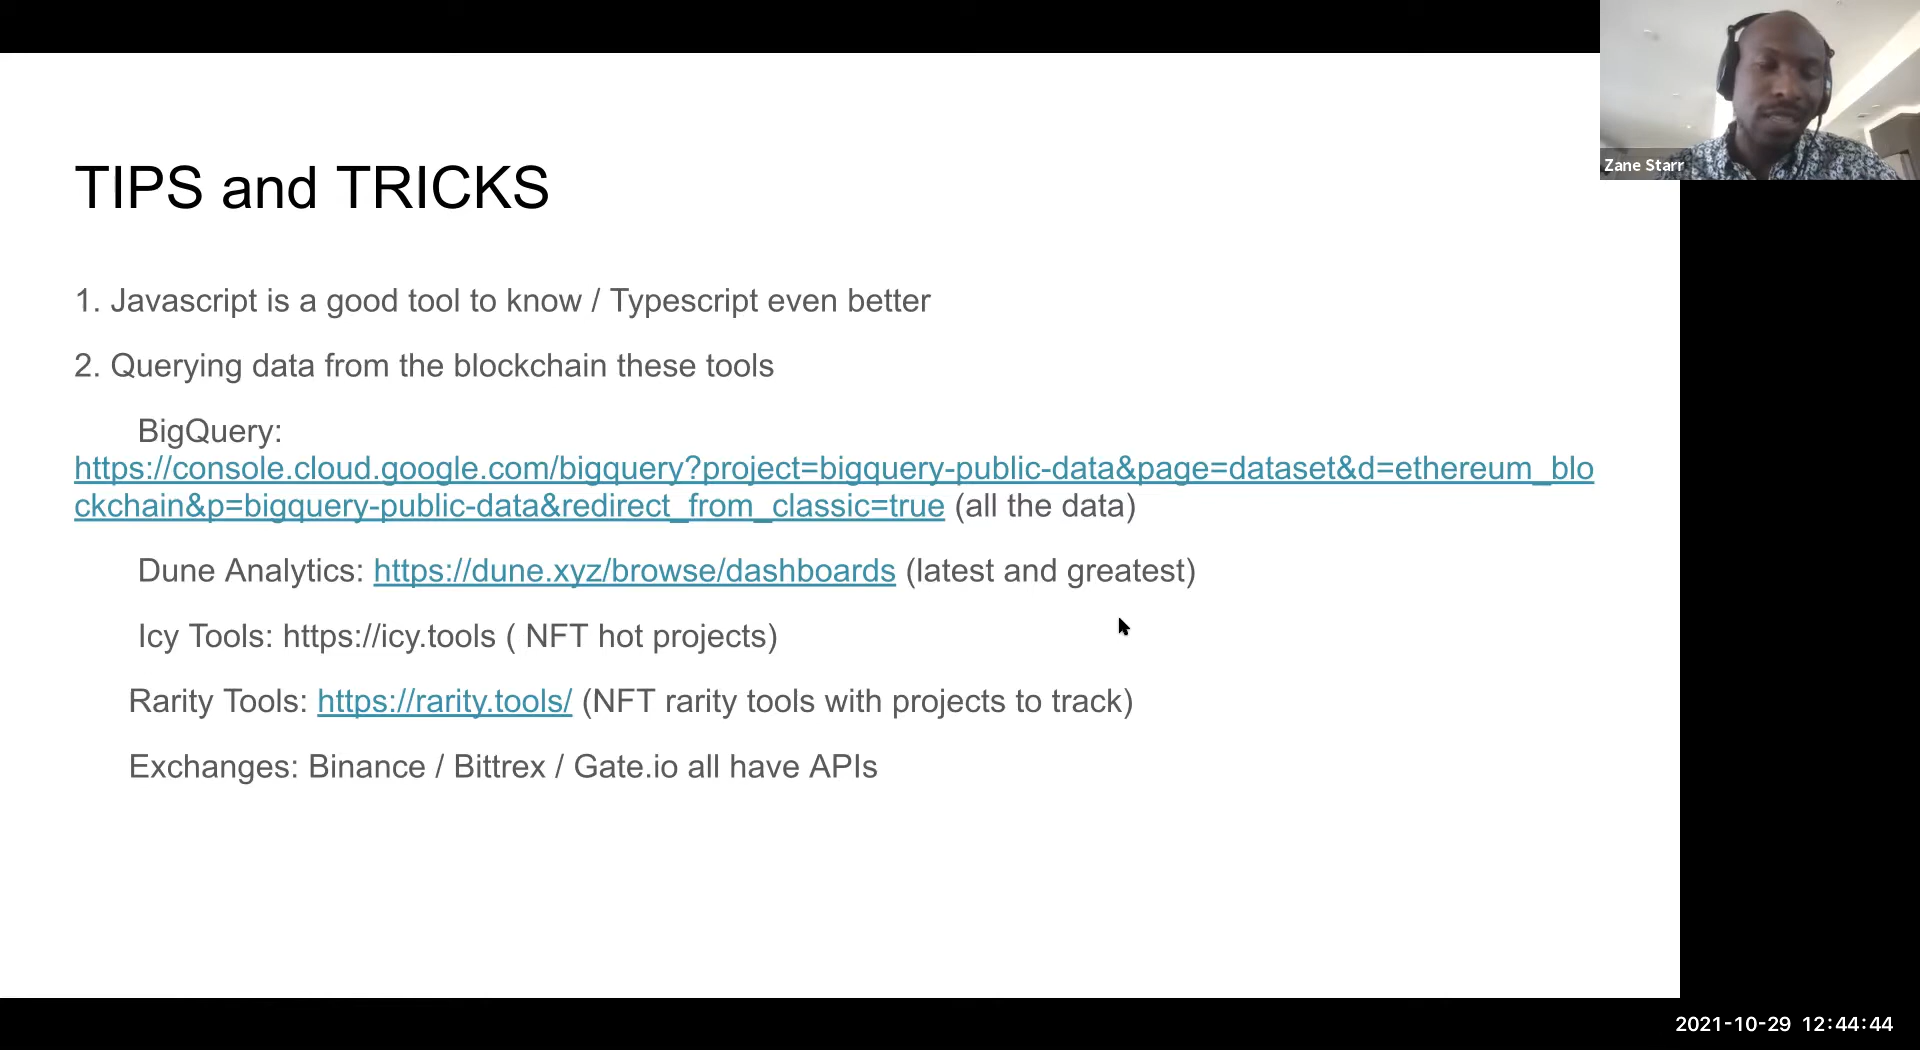 Zane Starr
TIPS and TRICKS
1. Javascript is a good tool to know / Typescript even better
2. Querying data from the blockchain these tools
BigQuery:
https://console.cloud.google.com/bigquery?project=bigquery-public-data&page=dataset&d=ethereum_blo
ckchain&p=bigquery-public-data&redirect_from_classic=true (all the data)
Dune Analytics: https://dune.xyz/browse/dashboards (latest and greatest)
Icy Tools: https://icy.tools ( NFT hot projects)
Rarity Tools: https://rarity.tools/ (NFT rarity tools with projects to track)
Exchanges: Binance / Bittrex / Gate.io all have APIs
2021-10-29 12:44:44